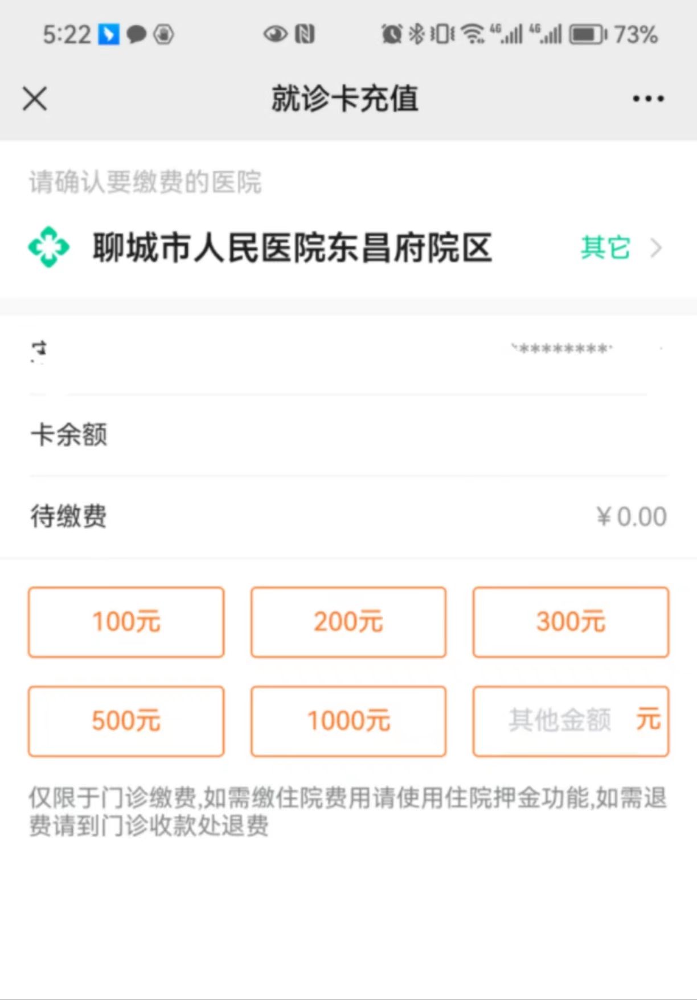 5:22
4G 4G 73%
就诊卡充值
请确认要缴费的医院
聊城市人民医院东昌府院区 其它
*********
卡余额
待缴费 ¥0.00
100元 200元 300元
500元 1000元 其他金额 元
仅限于门诊缴费,如需缴住院费用请使用住院押金功能,如需退
费请到门诊收款处退费